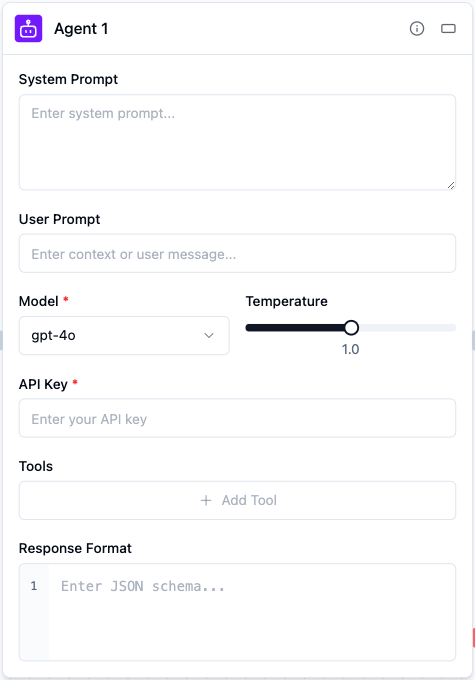 Agent 1
System Prompt
Enter system prompt...
User Prompt
Enter context or user message...
Model *
Temperature
gpt-4o
1.0
API Key *
Enter your API key
Tools
+ Add Tool
Response Format
1 Enter JSON schema...